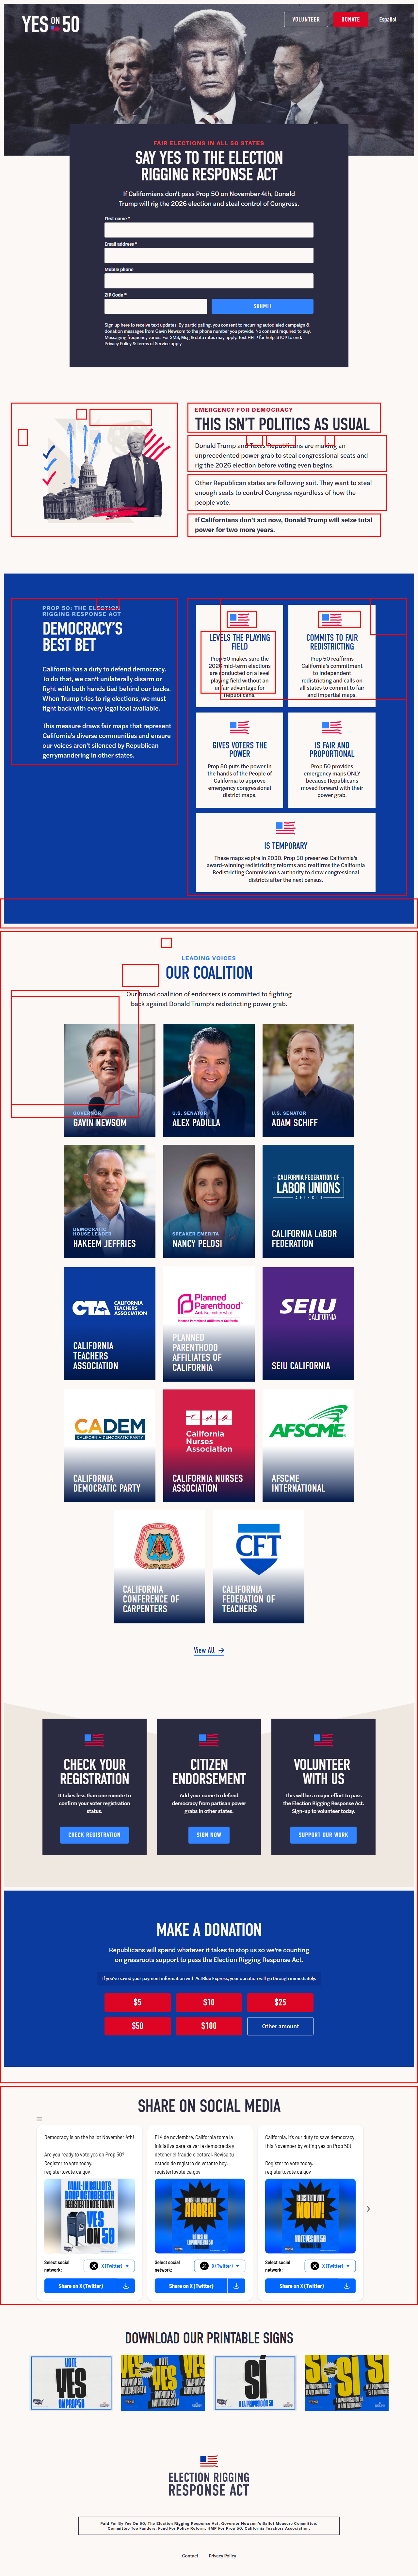 YES ON 50
VOLUNTEER
DONATE
Español
FAIR ELECTIONS IN ALL 50 STATES
SAY YES TO THE ELECTION
RIGGING RESPONSE ACT
If Californians don't pass Prop 50 on November 4th, Donald
Trump will rig the 2026 election and steal control of Congress.
First name *
Email address *
Mobile phone
ZIP Code *
SUBMIT
Sign up here to receive text updates. By participating, you consent to recurring autodialed campaign &
donation messages from Gavin Newsom to the phone number you provide. No consent required to buy.
Messaging frequency varies. For SMS, Msg & data rates may apply. Text HELP for help, STOP to end.
Privacy Policy & Terms of Service apply.
EMERGENCY FOR DEMOCRACY
THIS ISN'T POLITICS AS USUAL
Donald Trump and Texas Republicans are making an
unprecedented power grab to steal congressional seats and
rig the 2026 election before voting even begins.
Other Republican states are following suit. They want to steal
enough seats to control Congress regardless of how the
people vote.
If Californians don't act now, Donald Trump will seize total
power for two more years.
PROP 50: THE ELECTION
RIGGING RESPONSE ACT
DEMOCRACY'S
BEST BET
California has a duty to defend democracy.
To do that, we can't unilaterally disarm or
fight with both hands tied behind our backs.
When Trump tries to rig elections, we must
fight back with every legal tool available.
This measure draws fair maps that represent
California's diverse communities and ensure
our voices aren't silenced by Republican
gerrymandering in other states.
LEVELS THE PLAYING
FIELD
Prop 50 makes sure the
2026 mid-term elections
are conducted on a level
playing field without an
unfair advantage for
Republicans.
COMMITS TO FAIR
REDISTRICTING
Prop 50 reaffirms
California's commitment
to independent
redistricting and calls on
all states to commit to fair
and impartial maps.
GIVES VOTERS THE
POWER
Prop 50 puts the power in
the hands of the People of
California to approve
emergency congressional
district maps.
IS FAIR AND
PROPORTIONAL
Prop 50 provides
emergency maps ONLY
because Republicans
moved forward with their
power grab.
IS TEMPORARY
These maps expire in 2030. Prop 50 preserves California's
award-winning redistricting reforms and reaffirms the California
Redistricting Commission's authority to draw congressional
districts after the next census.
LEADING VOICES
OUR COALITION
Our broad coalition of endorsers is committed to fighting
back against Donald Trump's redistricting power grab.
GOVERNOR
GAVIN NEWSOM
U.S. SENATOR
ALEX PADILLA
U.S. SENATOR
ADAM SCHIFF
DEMOCRATIC
HOUSE LEADER
HAKEEM JEFFRIES
SPEAKER EMERITA
NANCY PELOSI
CALIFORNIA FEDERATION OF
LABOR UNIONS
AFL-CIO
CALIFORNIA LABOR
FEDERATION
CTA
CALIFORNIA
TEACHERS
ASSOCIATION
CALIFORNIA
TEACHERS
ASSOCIATION
Planned
Parenthood
Act. No matter what.
Planned Parenthood Affiliates of California
PLANNED
PARENTHOOD
AFFILIATES OF
CALIFORNIA
SEIU
CALIFORNIA
SEIU CALIFORNIA
CADEM
CALIFORNIA DEMOCRATIC PARTY
CALIFORNIA
DEMOCRATIC PARTY
California
Nurses
Association
CALIFORNIA NURSES
ASSOCIATION
AFSCME
AFSCME
INTERNATIONAL
CALIFORNIA
CONFERENCE OF
CARPENTERS
CFT
CALIFORNIA
FEDERATION OF
TEACHERS
View All
CHECK YOUR
REGISTRATION
It takes less than one minute to
confirm your registration
status.
CHECK REGISTRATION
CITIZEN
ENDORSEMENT
Add your name to defend
democracy from partisan power
grabs in other states.
SIGN NOW
VOLUNTEER
WITH US
This will be a major effort to pass
the Election Rigging Response Act.
Sign-up to volunteer today.
SUPPORT OUR WORK
MAKE A DONATION
Republicans will spend whatever it takes to stop us so we're counting
on grassroots support to pass the Election Rigging Response Act.
If you've saved your payment information with ActBlue Express, your donation will go through immediately.
$5
$10
$25
$50
$100
Other amount
SHARE ON SOCIAL MEDIA
Democracy is on the ballot November 4th!
Are you ready to vote yes on Prop 50?
Register to vote today.
registertovote.ca.gov
MAIL-IN BALLOTS
DROP OCTOBER 6TH
REGISTER TO VOTE TODAY!
VOTE
YES
ON 50
Select social
network:
X (Twitter)
Share on X (Twitter)
El 4 de noviembre, California toma la
iniciativa para salvar la democracia y
detener el fraude electoral. Revisa tu
estado de registro de votante hoy.
registertovote.ca.gov
Select social
network:
X (Twitter)
Share on X (Twitter)
California, it's our duty to save democracy
this November by voting yes on Prop 50!
Register to vote today.
registertovote.ca.gov
REGISTER TO VOTE
NOW!
VOTE YES ON 50
Select social
network:
X (Twitter)
Share on X (Twitter)
DOWNLOAD OUR PRINTABLE SIGNS
VOTE
YES
ON PROP 50
VOTE
YES
ON PROP 50
SÍ
A LA PROPOSICIÓN 50
SÍ
ELECTION RIGGING
RESPONSE ACT
Paid For By Yes On 50, The Election Rigging Response Act, Governor Newsom's Ballot Measure Committee.
Committee Top Funders: Fund For Policy Reform, HMP For Prop 50, California Teachers Association.
Contact
Privacy Policy